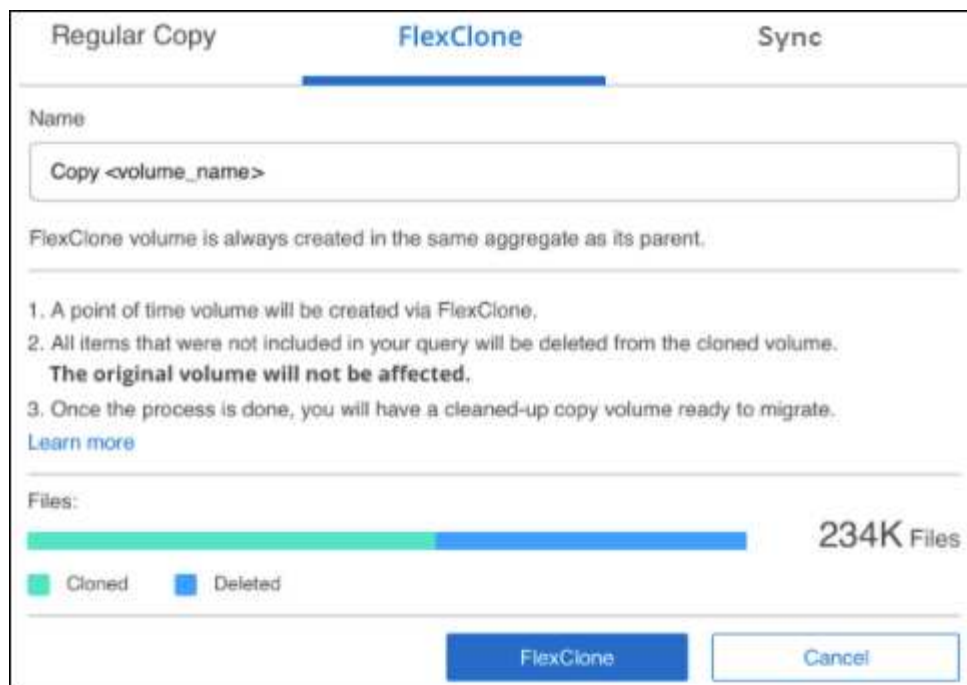 Regular Copy FlexClone Sync
Name
Copy <volume_name>
FlexClone volume is always created in the same aggregate as its parent.
1. A point of time volume will be created via FlexClone.
2. All items that were not included in your query will be deleted from the cloned volume.
The original volume will not be affected.
3. Once the process is done, you will have a cleaned-up copy volume ready to migrate.
Learn more
Files:
234K Files
Cloned Deleted
FlexClone Cancel